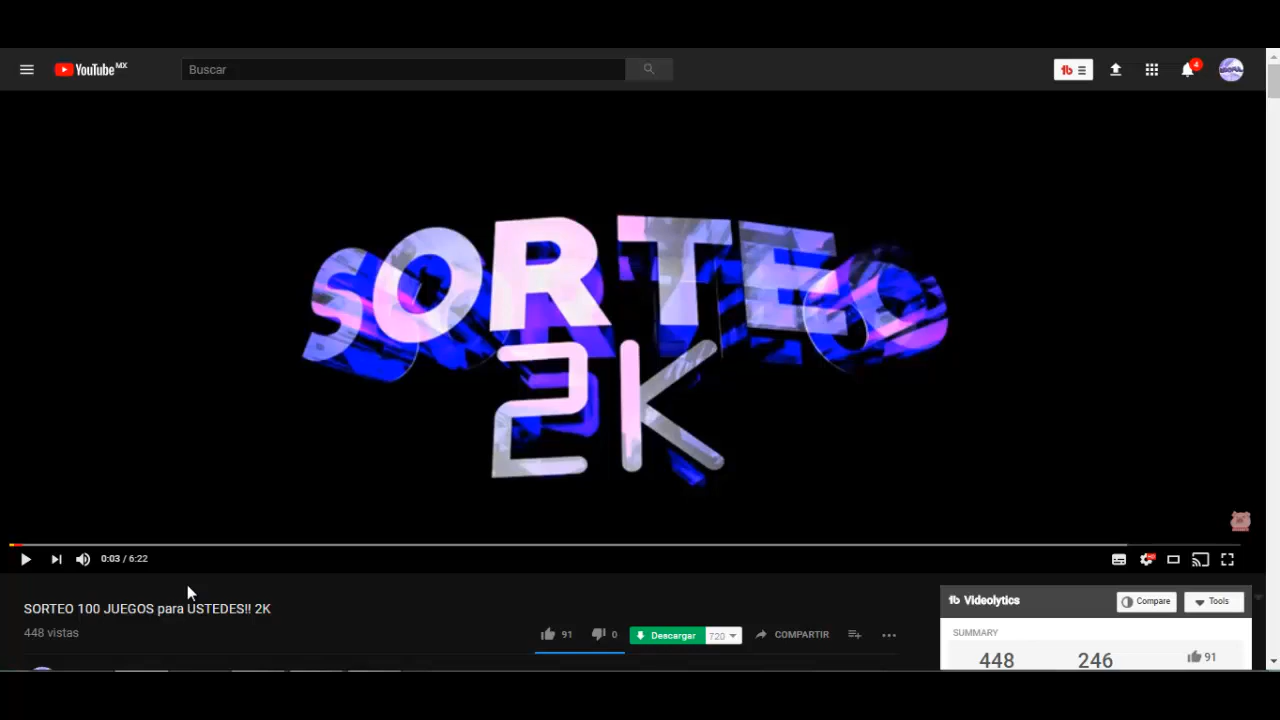 YouTube MX
Buscar
4
SORTEO
2K
0:03 / 6:22
SORTEO 100 JUEGOS para USTEDES!! 2K
448 vistas
91
0
Descargar
720
COMPARTIR
Videolytics
Compare
Tools
SUMMARY
448
246
91